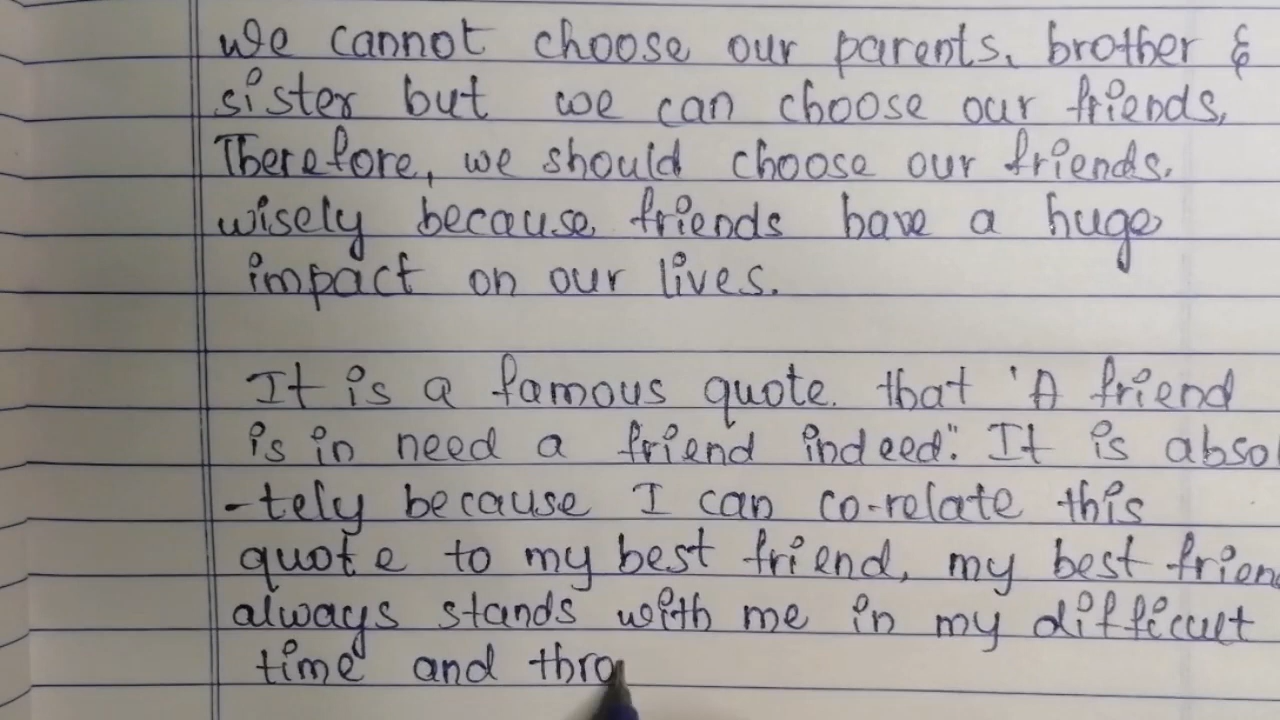 We cannot choose our parents, brother &
sister but we can choose our friends,
Therefore, we should choose our friends.
wisely because friends have a huge
impact on our lives.
It is a famous quote. that 'A friend
is in need a friend indeed". It is abso
-tely because I can co-relate this
quote to my best friend, my best frien
always stands with me in my difficult
time and thro